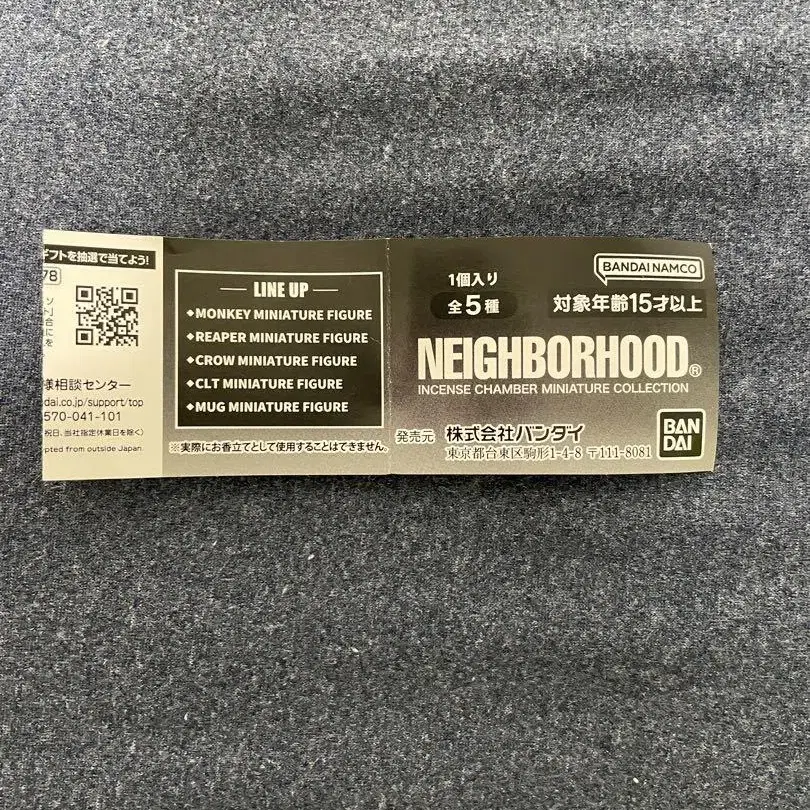 ギフトを抽選で当てよう!
78
様相談センター
dai.co.jp/support/top
570-041-101
祝日、当社指定休業日を除く)
pted from outside Japan.
LINE UP
◆MONKEY MINIATURE FIGURE
◆REAPER MINIATURE FIGURE
◆CROW MINIATURE FIGURE
◆CLT MINIATURE FIGURE
◆MUG MINIATURE FIGURE
※実際にお香立てとして使用することはできません。
BANDAI NAMCO
1個入り
全5種
対象年齢15才以上
NEIGHBORHOOD®
INCENSE CHAMBER MINIATURE COLLECTION
発売元 株式会社バンダイ
東京都台東区駒形1-4-8 〒111-8081
BAN
DAI